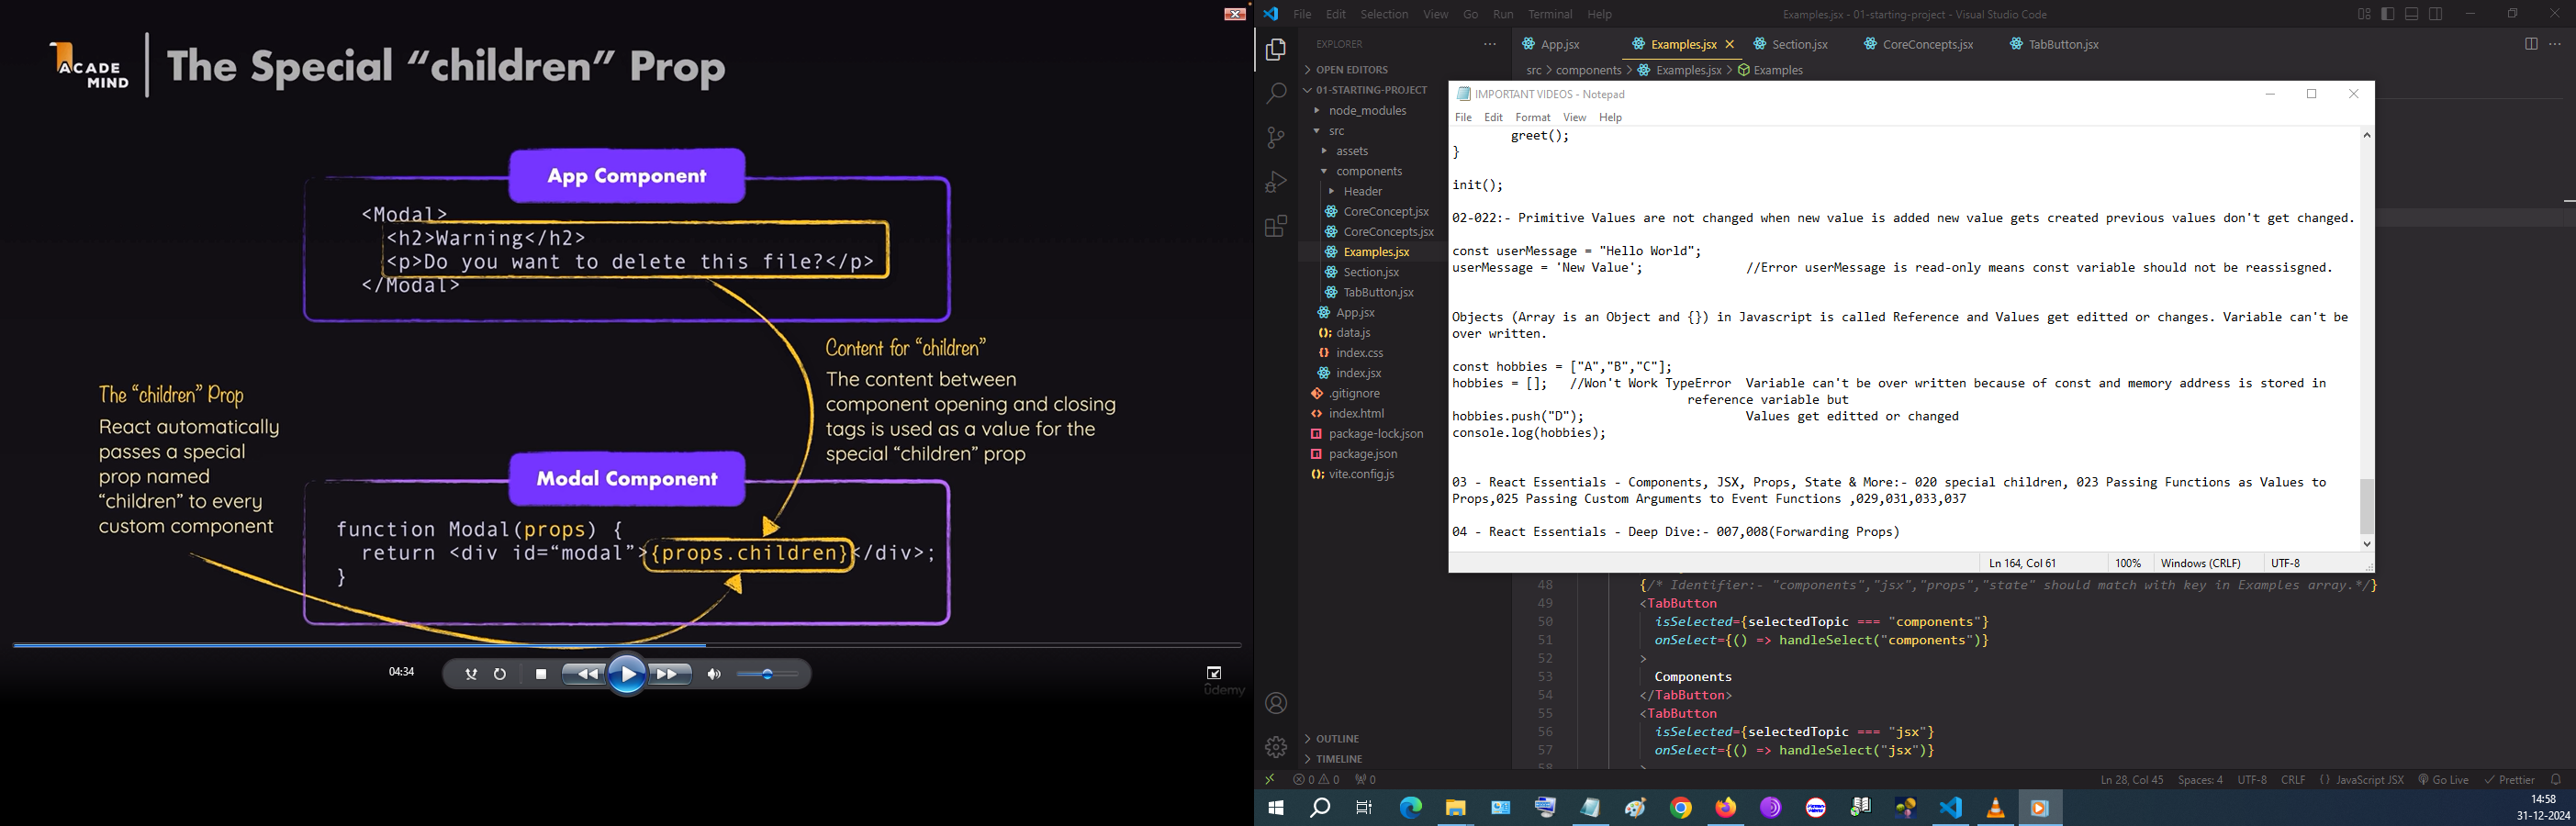 ACADE
MIND
The Special “children” Prop
App Component
<Modal>
<h2>Warning</h2>
<p>Do you want to delete this file?</p>
</Modal>
Content for “children”
The content between
component opening and closing
tags is used as a value for the
special “children” prop
The “children” Prop
React automatically
passes a special
prop named
“children” to every
custom component
Modal Component
function Modal(props) {
return <div id=“modal”>{props.children}</div>;
}
04:34
ûdemy
File Edit Selection View Go Run Terminal Help
Examples.jsx - 01-starting-project - Visual Studio Code
EXPLORER
OPEN EDITORS
01-STARTING-PROJECT
node_modules
src
assets
components
Header
CoreConcept.jsx
CoreConcepts.jsx
Examples.jsx
Section.jsx
TabButton.jsx
App.jsx
data.js
index.css
index.jsx
.gitignore
index.html
package-lock.json
package.json
vite.config.js
OUTLINE
TIMELINE
App.jsx Examples.jsx Section.jsx CoreConcepts.jsx TabButton.jsx
src > components > Examples.jsx > Examples
IMPORTANT VIDEOS - Notepad
File Edit Format View Help
greet();
}
init();
02-022:- Primitive Values are not changed when new value is added new value gets created previous values don't get changed.
const userMessage = "Hello World";
userMessage = 'New Value'; //Error userMessage is read-only means const variable should not be reassisgned.
Objects (Array is an Object and {}) in Javascript is called Reference and Values get editted or changes. Variable can't be
over written.
const hobbies = ["A","B","C"];
hobbies = []; //Won't Work TypeError Variable can't be over written because of const and memory address is stored in
reference variable but
hobbies.push("D"); Values get editted or changed
console.log(hobbies);
03 - React Essentials - Components, JSX, Props, State & More:- 020 special children, 023 Passing Functions as Values to
Props,025 Passing Custom Arguments to Event Functions ,029,031,033,037
04 - React Essentials - Deep Dive:- 007,008(Forwarding Props)
Ln 164, Col 61 100% Windows (CRLF) UTF-8
48 {/* Identifier:- "components","jsx","props","state" should match with key in Examples array.*/}
49 <TabButton
50 isSelected={selectedTopic === "components"}
51 onSelect={() => handleSelect("components")}
52 >
53 Components
54 </TabButton>
55 <TabButton
56 isSelected={selectedTopic === "jsx"}
57 onSelect={() => handleSelect("jsx")}
58 >
0 0 0 Ln 28, Col 45 Spaces: 4 UTF-8 CRLF {} JavaScript JSX Go Live Prettier
14:58
31-12-2024